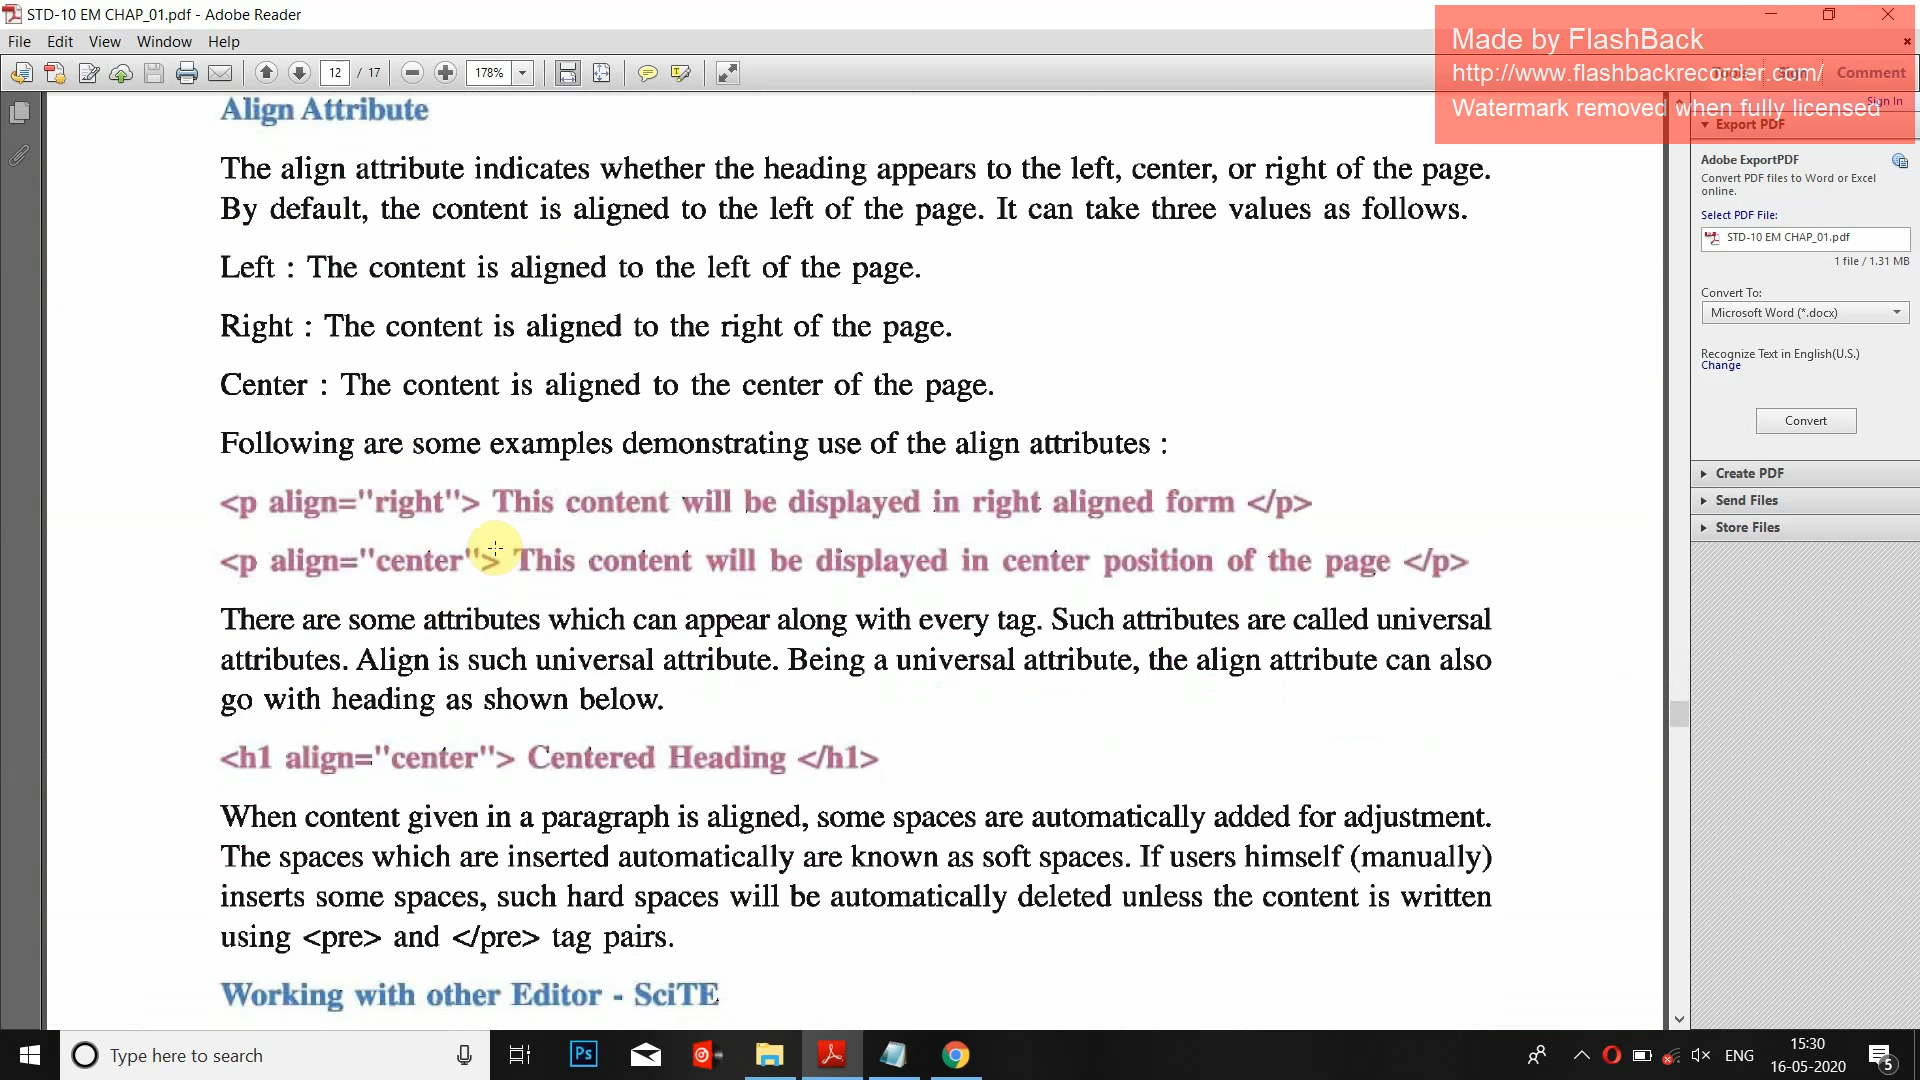 STD-10 EM CHAP_01.pdf - Adobe Reader
File Edit View Window Help
12 / 17 178%
Comment
Made by FlashBack
http://www.flashbackrecorder.com/
Watermark removed when fully licensed
Sign In
Export PDF
Adobe ExportPDF
Convert PDF files to Word or Excel
online.
Select PDF File:
STD-10 EM CHAP_01.pdf
1 file / 1.31 MB
Convert To:
Microsoft Word (*.docx)
Recognize Text in English(U.S.)
Change
Convert
Create PDF
Send Files
Store Files
Align Attribute
The align attribute indicates whether the heading appears to the left, center, or right of the page.
By default, the content is aligned to the left of the page. It can take three values as follows.
Left : The content is aligned to the left of the page.
Right : The content is aligned to the right of the page.
Center : The content is aligned to the center of the page.
Following are some examples demonstrating use of the align attributes :
<p align="right"> This content will be displayed in right aligned form </p>
<p align="center"> This content will be displayed in center position of the page </p>
There are some attributes which can appear along with every tag. Such attributes are called universal
attributes. Align is such universal attribute. Being a universal attribute, the align attribute can also
go with heading as shown below.
<h1 align="center"> Centered Heading </h1>
When content given in a paragraph is aligned, some spaces are automatically added for adjustment.
The spaces which are inserted automatically are known as soft spaces. If users himself (manually)
inserts some spaces, such hard spaces will be automatically deleted unless the content is written
using <pre> and </pre> tag pairs.
Working with other Editor - SciTE
Type here to search
Ps
ENG
15:30
16-05-2020
5